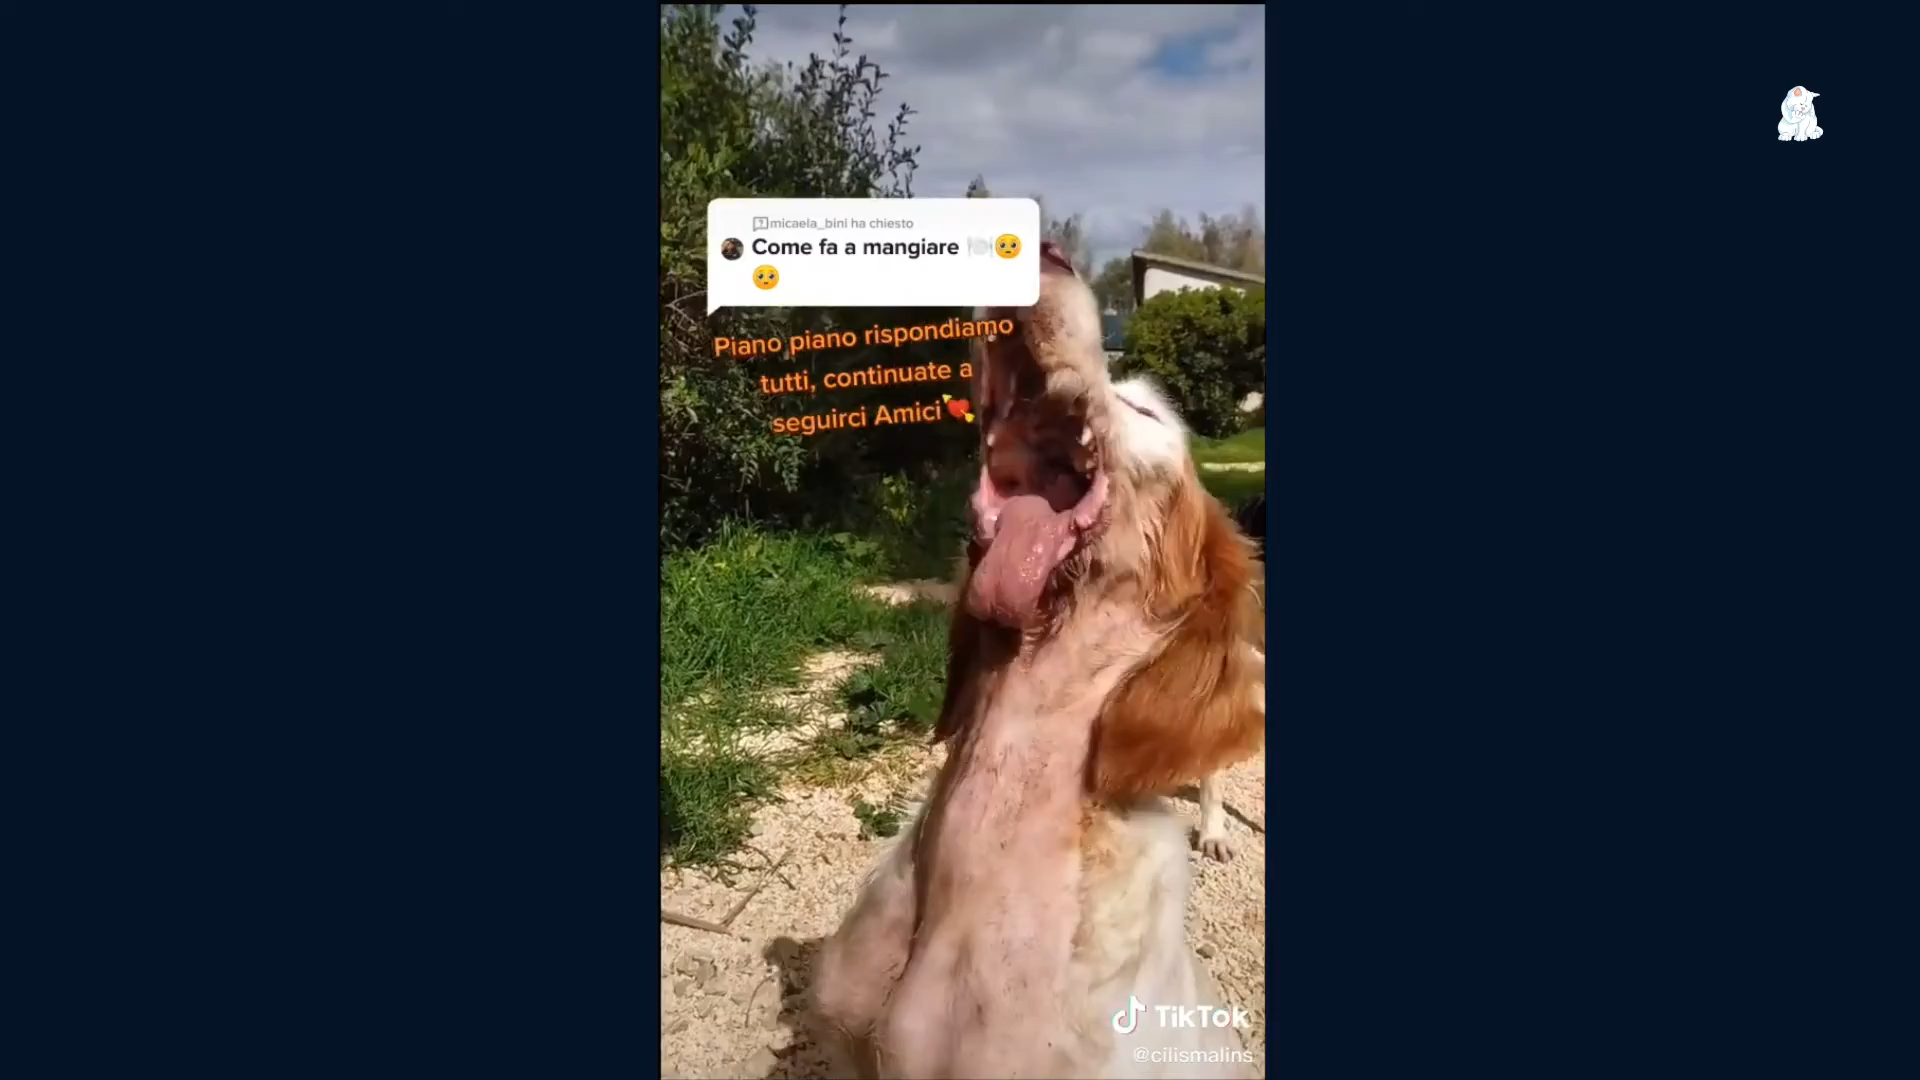 micaela_bini ha chiesto
Come fa a mangiare 🍽️🥺
🥺
Piano piano rispondiamo
tutti, continuate a
seguirci Amici💘
TikTok
@cilismalins